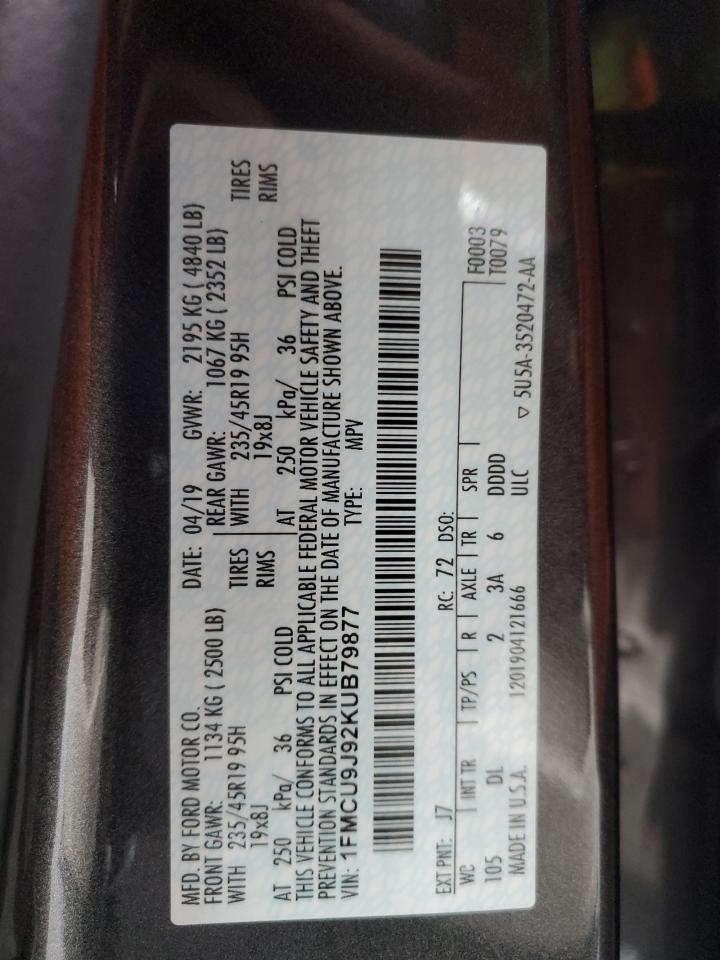 MFD. BY FORD MOTOR CO.
DATE: 04/19 GVWR: 2195 KG ( 4840 LB)
FRONT GAWR: 1134 KG ( 2500 LB)
REAR GAWR: 1067 KG ( 2352 LB)
WITH 235/45R19 95H TIRES
WITH 235/45R19 95H TIRES
19x8J RIMS
19x8J RIMS
AT 250 kPa/ 36 PSI COLD
AT 250 kPa/ 36 PSI COLD
THIS VEHICLE CONFORMS TO ALL APPLICABLE FEDERAL MOTOR VEHICLE SAFETY AND THEFT
PREVENTION STANDARDS IN EFFECT ON THE DATE OF MANUFACTURE SHOWN ABOVE.
VIN: 1FMCU9J92KUB79877 TYPE: MPV
EXT PNT: J7 RC: 72 DSO:
WC INT TR TP/PS R AXLE TR SPR F0003
T0079
105 DL 2 3A 6 DDDD
MADE IN U.S.A. 1201904121666 ULC ▽ 5U5A-3520472-AA